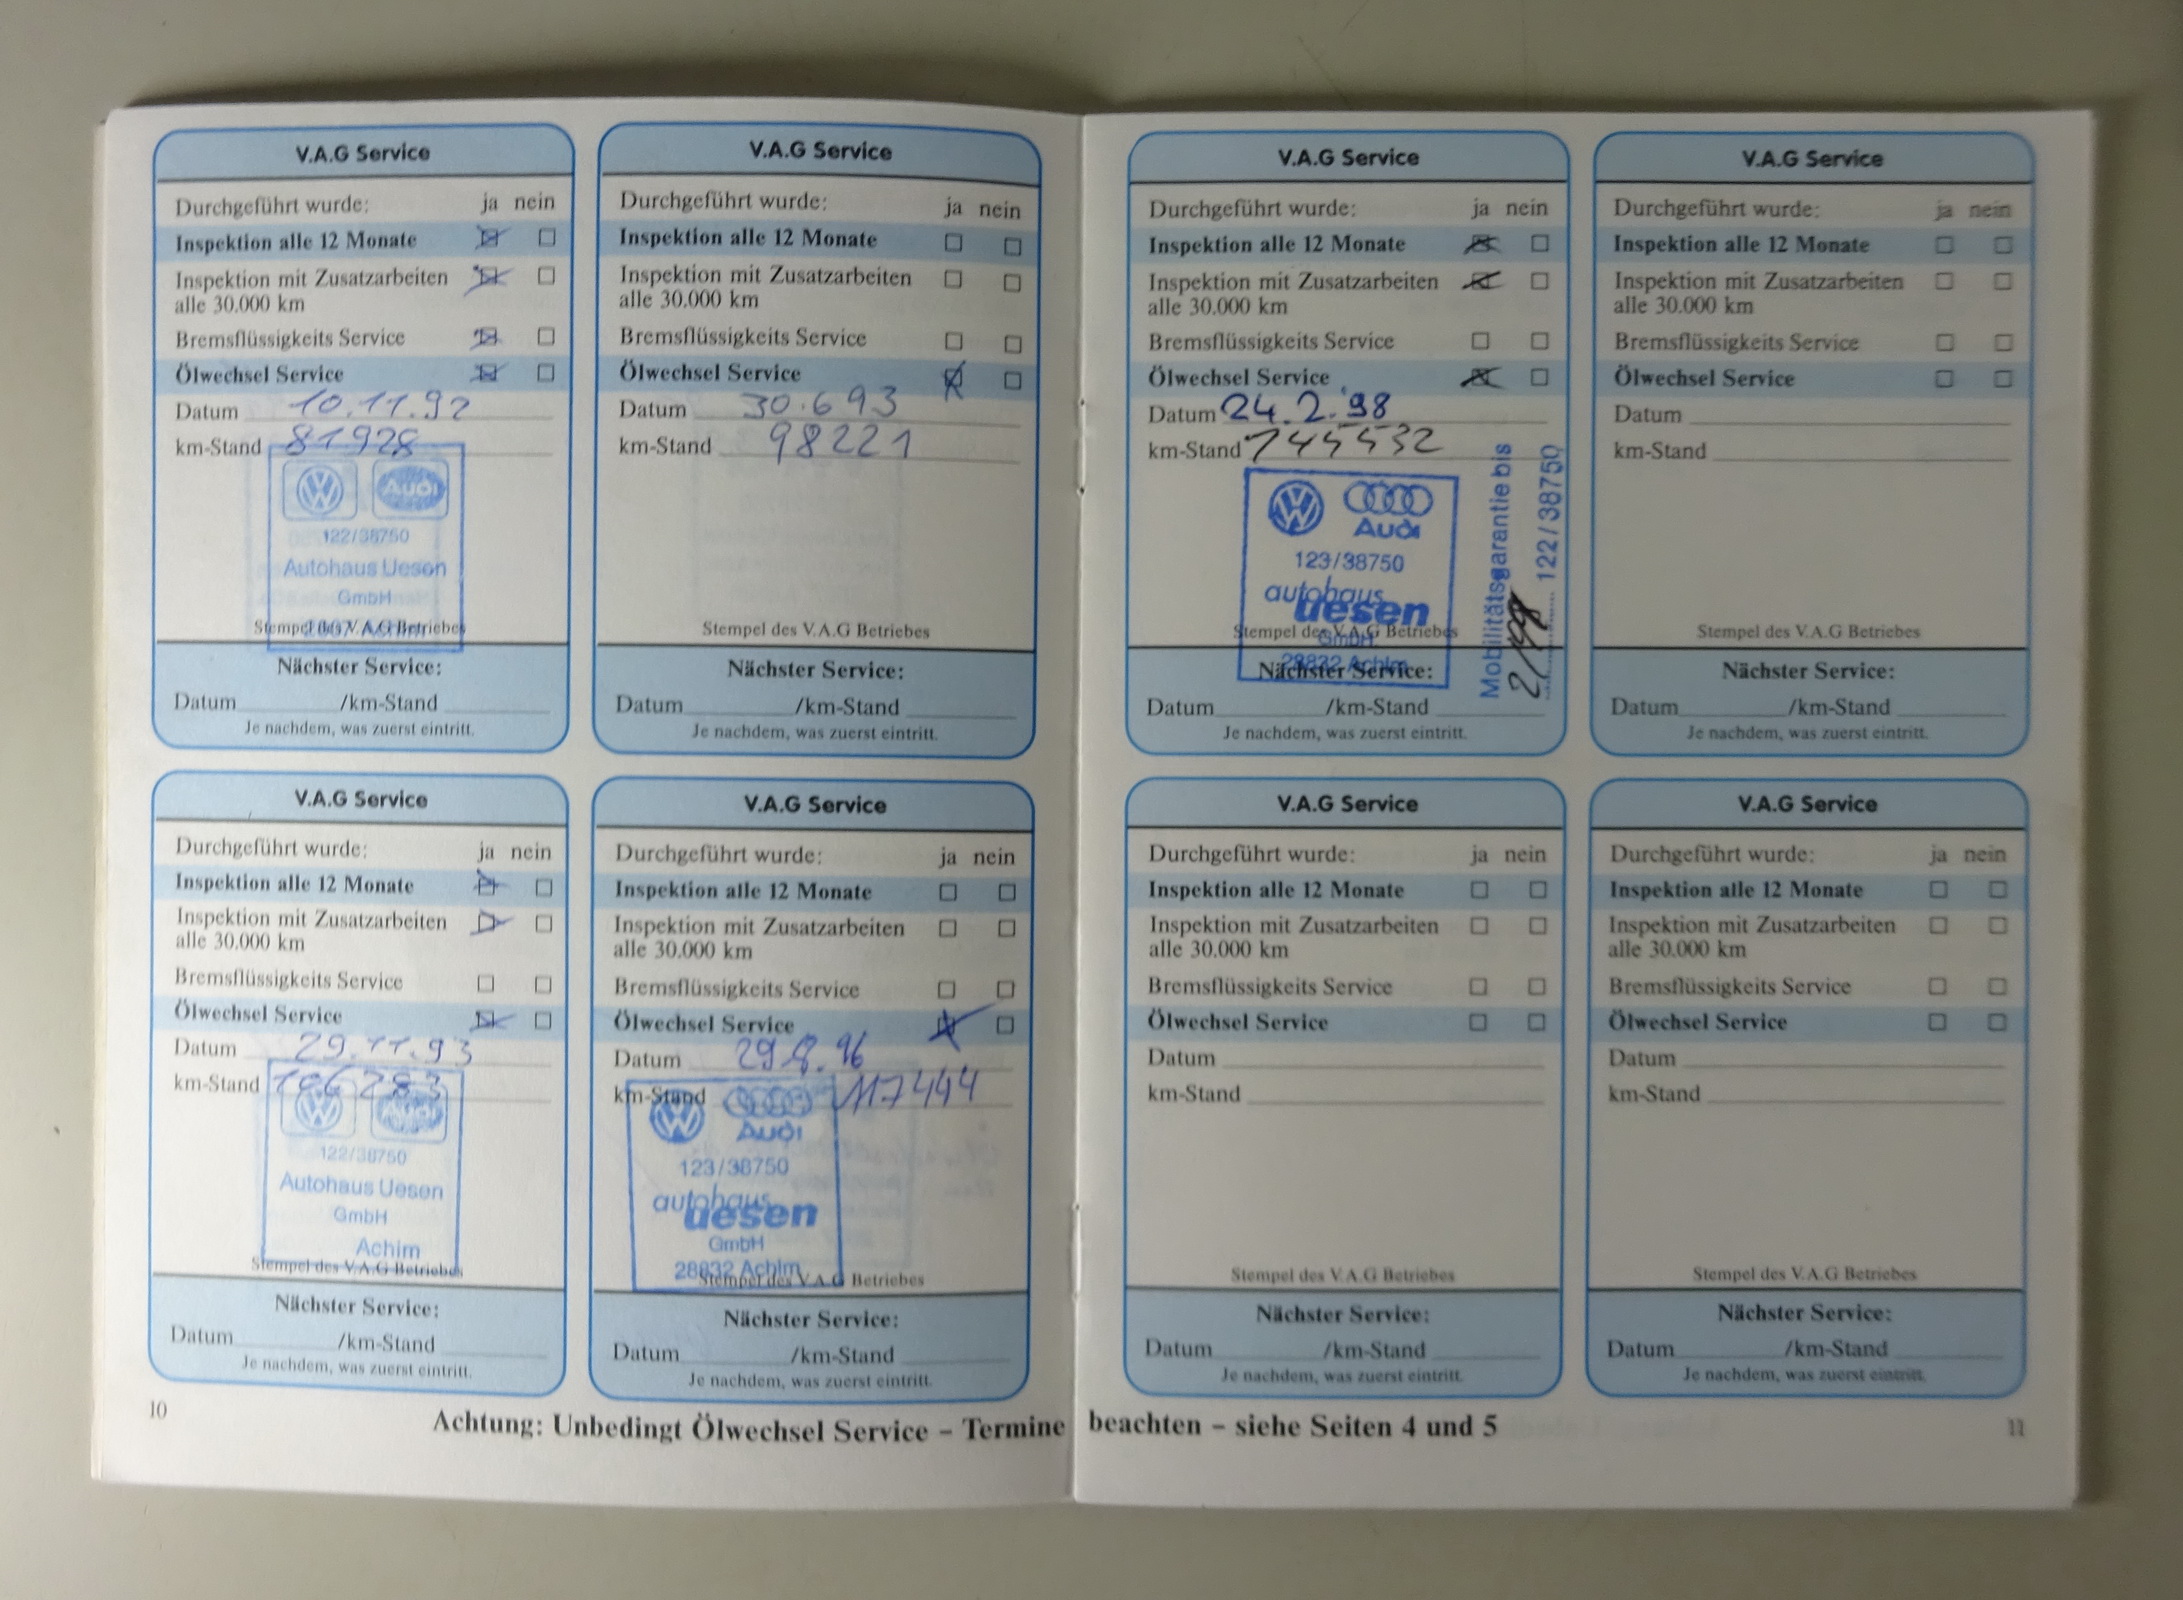 V.A.G Service
Durchgeführt wurde: ja nein
Inspektion alle 12 Monate
Inspektion mit Zusatzarbeiten
alle 30.000 km
Bremsflüssigkeits Service
Ölwechsel Service
Datum 10.11.92
km-Stand 81928
Audi
122/38750
Autohaus Uesen
GmbH
Stempel des V.A.G Betriebes
Nächster Service:
Datum /km-Stand
Je nachdem, was zuerst eintritt.
V.A.G Service
Durchgeführt wurde: ja nein
Inspektion alle 12 Monate
Inspektion mit Zusatzarbeiten
alle 30.000 km
Bremsflüssigkeits Service
Ölwechsel Service
Datum 30.6 93
km-Stand 98221
Stempel des V.A.G Betriebes
Nächster Service:
Datum /km-Stand
Je nachdem, was zuerst eintritt.
V.A.G Service
Durchgeführt wurde: ja nein
Inspektion alle 12 Monate
Inspektion mit Zusatzarbeiten
alle 30.000 km
Bremsflüssigkeits Service
Ölwechsel Service
Datum 29.11.93
km-Stand 106283
Audi
122/38750
Autohaus Uesen
GmbH
Achim
Stempel des V.A.G Betriebes
Nächster Service:
Datum /km-Stand
Je nachdem, was zuerst eintritt.
V.A.G Service
Durchgeführt wurde: ja nein
Inspektion alle 12 Monate
Inspektion mit Zusatzarbeiten
alle 30.000 km
Bremsflüssigkeits Service
Ölwechsel Service
Datum 29.8.96
km-Stand 117444
Audi
123/38750
autohaus
uesen
GmbH
28832 Achim
Stempel des V.A.G Betriebes
Nächster Service:
Datum /km-Stand
Je nachdem, was zuerst eintritt.
10
Achtung: Unbedingt Ölwechsel Service – Termine beachten – siehe Seiten 4 und 5
V.A.G Service
Durchgeführt wurde: ja nein
Inspektion alle 12 Monate
Inspektion mit Zusatzarbeiten
alle 30.000 km
Bremsflüssigkeits Service
Ölwechsel Service
Datum 24.2.'98
km-Stand 145532
Audi
123/38750
autohaus
uesen
GmbH
28832 Achim
Mobilitätsgarantie bis
2/99 122/38750
Stempel des V.A.G Betriebes
Nächster Service:
Datum /km-Stand
Je nachdem, was zuerst eintritt.
V.A.G Service
Durchgeführt wurde: ja nein
Inspektion alle 12 Monate
Inspektion mit Zusatzarbeiten
alle 30.000 km
Bremsflüssigkeits Service
Ölwechsel Service
Datum
km-Stand
Stempel des V.A.G Betriebes
Nächster Service:
Datum /km-Stand
Je nachdem, was zuerst eintritt.
V.A.G Service
Durchgeführt wurde: ja nein
Inspektion alle 12 Monate
Inspektion mit Zusatzarbeiten
alle 30.000 km
Bremsflüssigkeits Service
Ölwechsel Service
Datum
km-Stand
Stempel des V.A.G Betriebes
Nächster Service:
Datum /km-Stand
Je nachdem, was zuerst eintritt.
V.A.G Service
Durchgeführt wurde: ja nein
Inspektion alle 12 Monate
Inspektion mit Zusatzarbeiten
alle 30.000 km
Bremsflüssigkeits Service
Ölwechsel Service
Datum
km-Stand
Stempel des V.A.G Betriebes
Nächster Service:
Datum /km-Stand
Je nachdem, was zuerst eintritt.
11